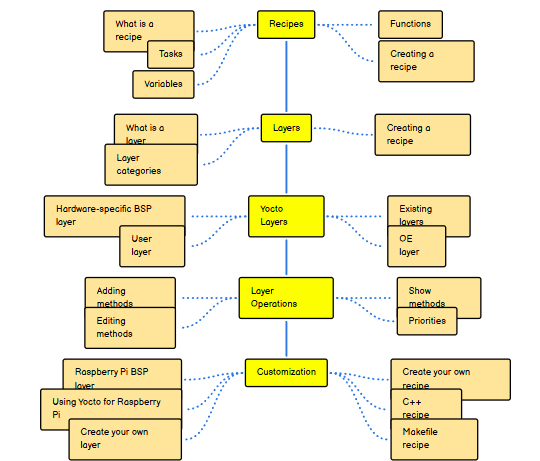 What is a
recipe
Tasks
Variables
Recipes
Functions
Creating a
recipe
What is a
layer
Layer
categories
Layers
Creating a
recipe
Hardware-specific BSP
layer
User
layer
Yocto
Layers
Existing
layers
OE
layer
Adding
methods
Editing
methods
Layer
Operations
Show
methods
Priorities
Raspberry Pi BSP
layer
Using Yocto for Raspberry
Pi
Create your own
layer
Customization
Create your own
recipe
C++
recipe
Makefile
recipe